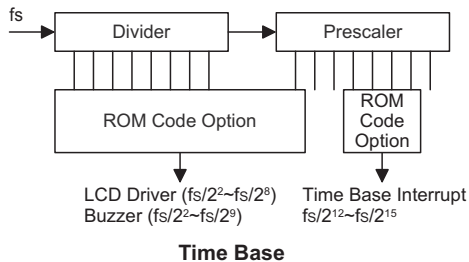 fs
Divider
Prescaler
ROM Code Option
ROM
Code
Option
LCD Driver (fs/2²~fs/2⁸)
Buzzer (fs/2²~fs/2⁹)
Time Base Interrupt
fs/2¹²~fs/2¹⁵
Time Base